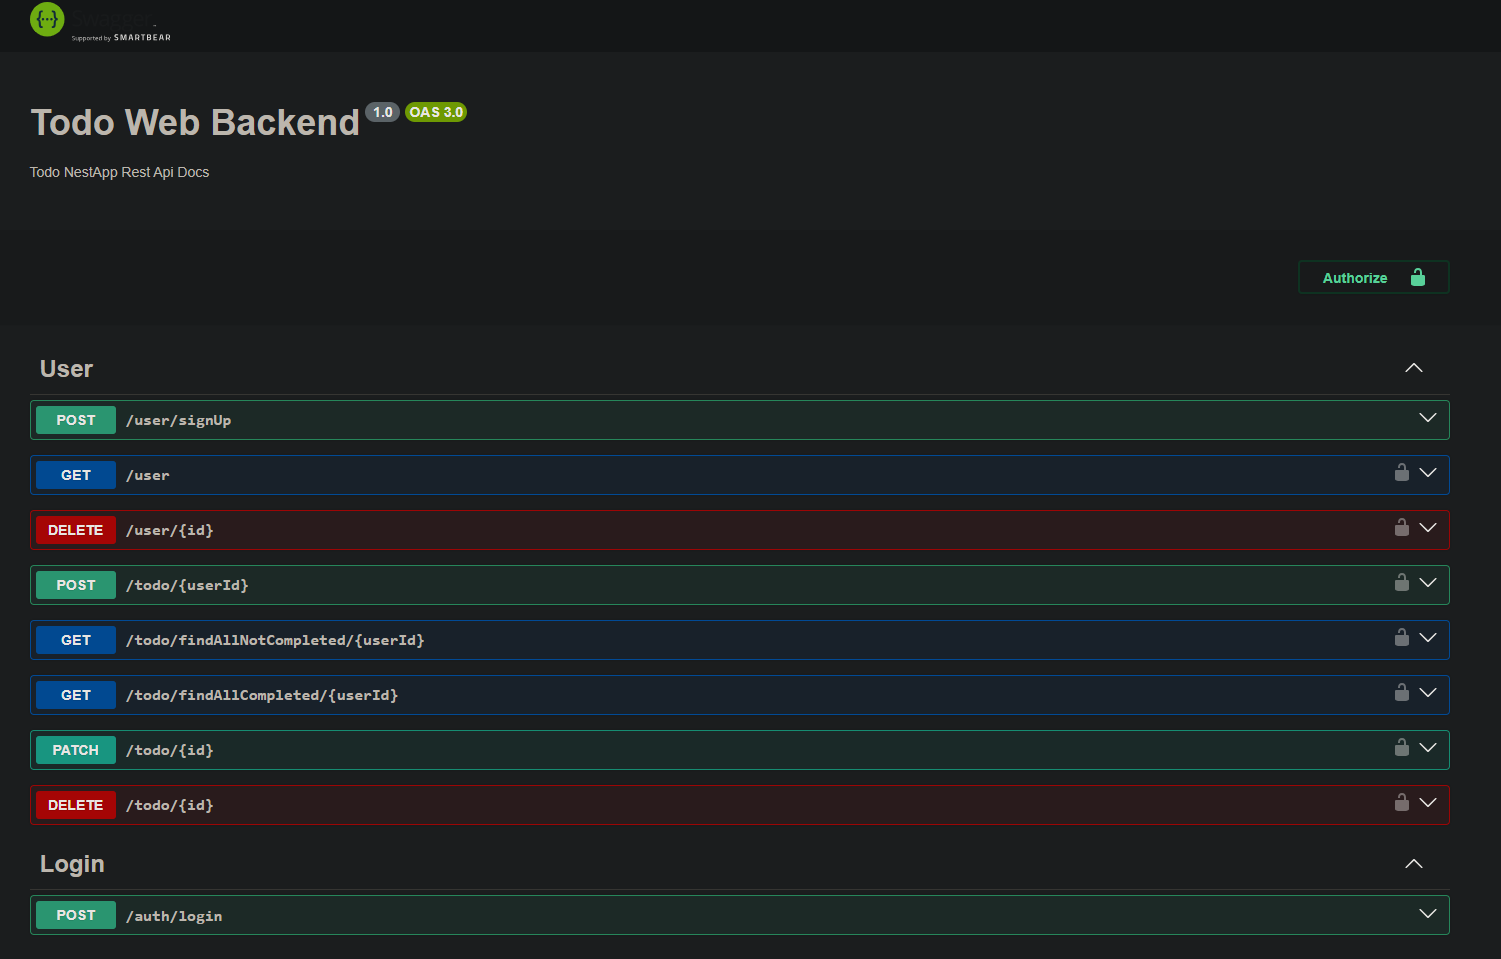 Swagger.
Supported by SMARTBEAR
Todo Web Backend 1.0 OAS 3.0
Todo NestApp Rest Api Docs
Authorize
User
POST /user/signUp
GET /user
DELETE /user/{id}
POST /todo/{userId}
GET /todo/findAllNotCompleted/{userId}
GET /todo/findAllCompleted/{userId}
PATCH /todo/{id}
DELETE /todo/{id}
Login
POST /auth/login